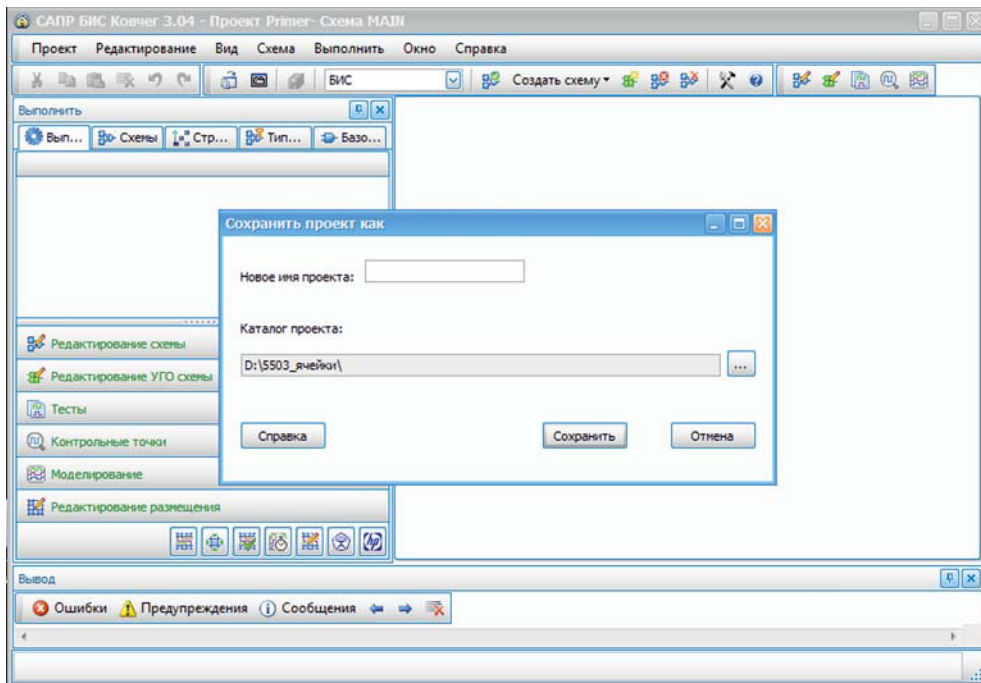 САПР БИС Ковчег 3.04 - Проект Primer- Схема MAIN
Проект Редактирование Вид Схема Выполнить Окно Справка
БИС Создать схему
Выполнить
Вып... Схемы Стр... Тип... Базо...
Сохранить проект как
Новое имя проекта:
Каталог проекта:
D:\5503_ячейки\
...
Справка Сохранить Отмена
Редактирование схемы
Редактирование УГО схемы
Тесты
Контрольные точки
Моделирование
Редактирование размещения
Вывод
Ошибки Предупреждения Сообщения